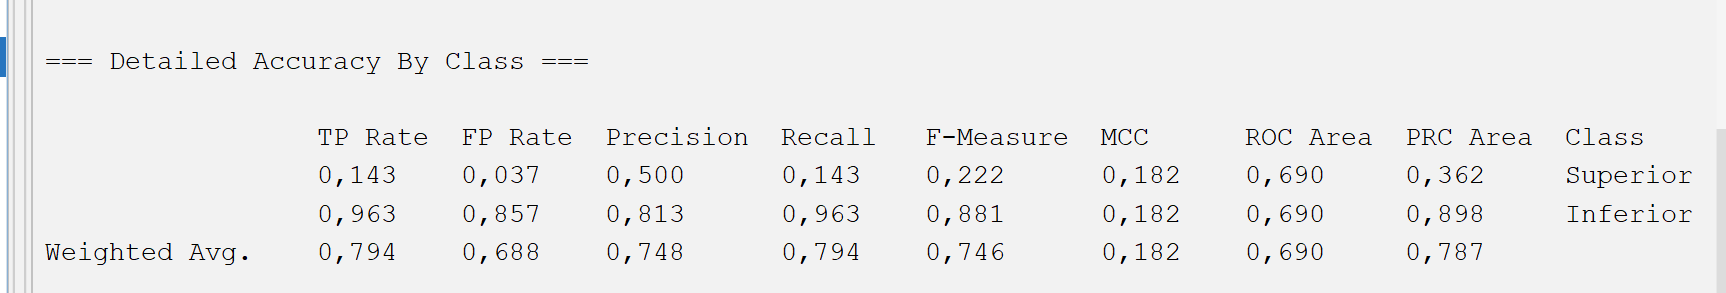 === Detailed Accuracy By Class ===
TP Rate FP Rate Precision Recall F-Measure MCC ROC Area PRC Area Class
0,143 0,037 0,500 0,143 0,222 0,182 0,690 0,362 Superior
0,963 0,857 0,813 0,963 0,881 0,182 0,690 0,898 Inferior
Weighted Avg. 0,794 0,688 0,748 0,794 0,746 0,182 0,690 0,787